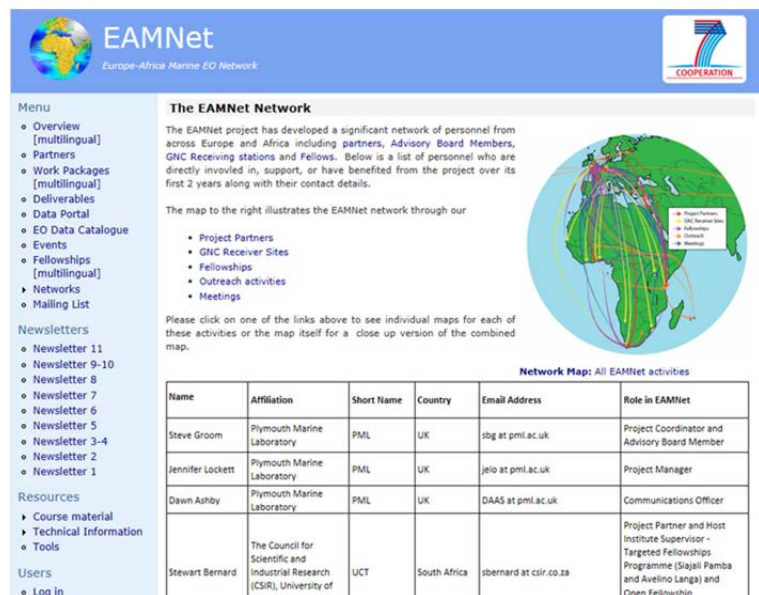 EAMNet
Europe-Africa Marine EO Network
7
COOPERATION
Menu
Overview
[multilingual]
Partners
Work Packages
[multilingual]
Deliverables
Data Portal
EO Data Catalogue
Events
Fellowships
[multilingual]
Networks
Mailing List
Newsletters
Newsletter 11
Newsletter 9-10
Newsletter 8
Newsletter 7
Newsletter 6
Newsletter 5
Newsletter 3-4
Newsletter 2
Newsletter 1
Resources
Course material
Technical Information
Tools
Users
Log in
The EAMNet Network
The EAMNet project has developed a significant network of personnel from
across Europe and Africa including partners, Advisory Board Members,
GNC Receiving stations and Fellows. Below is a list of personnel who are
directly invovled in, support, or have benefited from the project over its
first 2 years along with their contact details.
The map to the right illustrates the EAMNet network through our
Project Partners
GNC Receiver Sites
Fellowships
Outreach activities
Meetings
Please click on one of the links above to see individual maps for each of
these activities or the map itself for a close up version of the combined
map.
Project Partners
GNC Receiver Sites
Fellowships
Outreach
Meetings
Network Map: All EAMNet activities
Name Affiliation Short Name Country Email Address Role in EAMNet
Steve Groom Plymouth Marine Laboratory PML UK sbg at pml.ac.uk Project Coordinator and Advisory Board Member
Jennifer Lockett Plymouth Marine Laboratory PML UK jelo at pml.ac.uk Project Manager
Dawn Ashby Plymouth Marine Laboratory PML UK DAAS at pml.ac.uk Communications Officer
Stewart Bernard The Council for Scientific and Industrial Research (CSIR), University of UCT South Africa sbernard at csir.co.za Project Partner and Host Institute Supervisor - Targeted Fellowships Programme (Siajali Pamba and Avelino Langa) and Open Fellowship